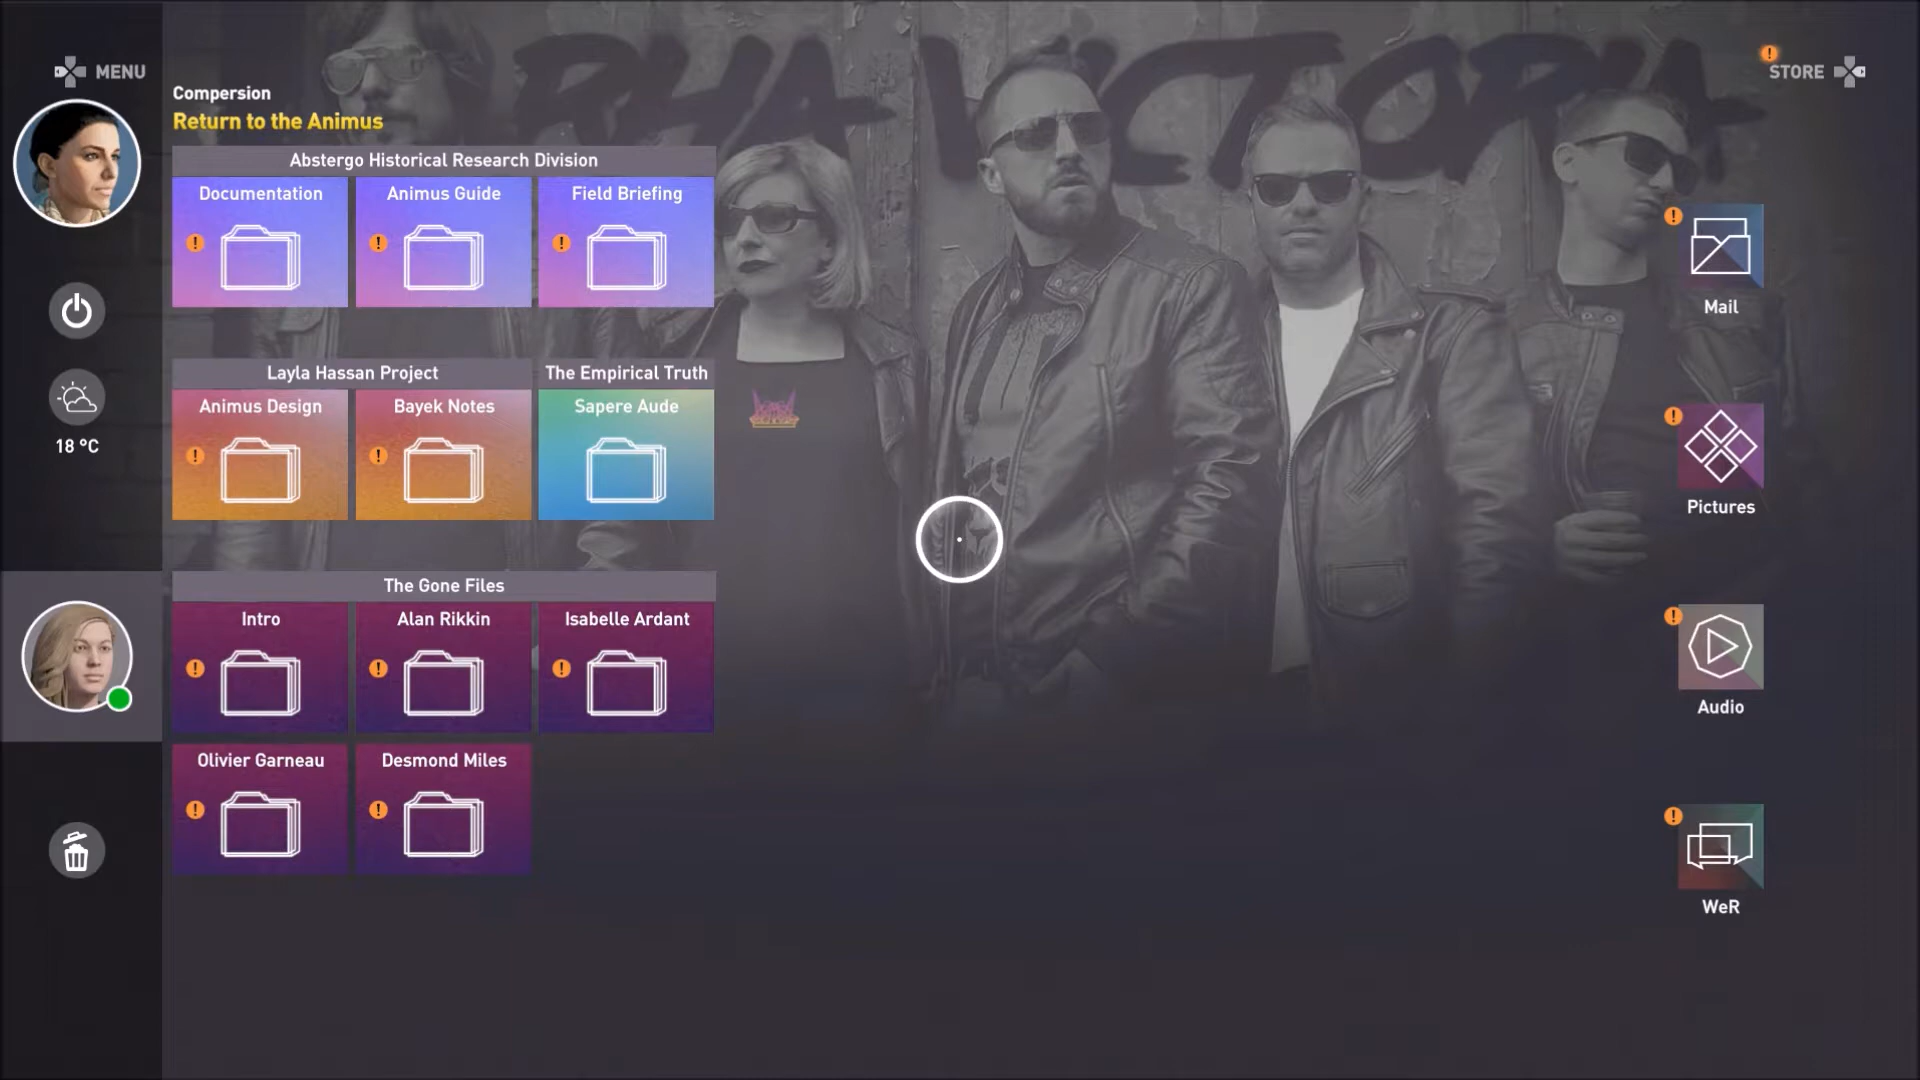 MENU
STORE
Compersion
Return to the Animus
Abstergo Historical Research Division
Documentation
Animus Guide
Field Briefing
Mail
18 °C
Layla Hassan Project
The Empirical Truth
Animus Design
Bayek Notes
Sapere Aude
Pictures
The Gone Files
Intro
Alan Rikkin
Isabelle Ardant
Audio
Olivier Garneau
Desmond Miles
WeR